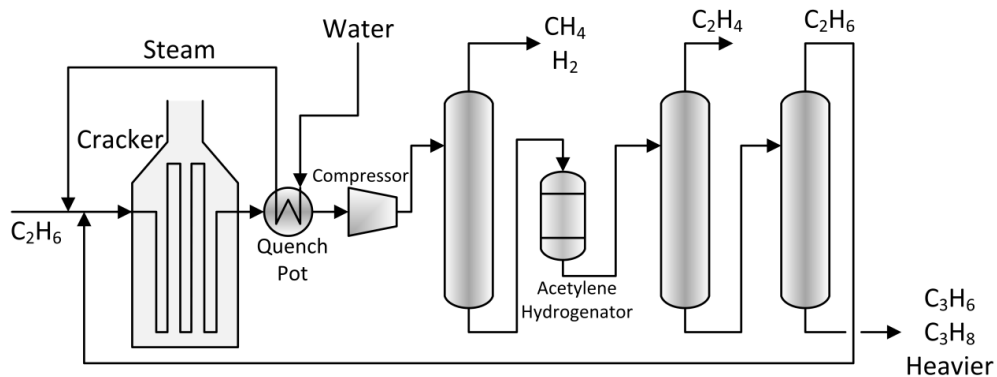 Water
CH₄
H₂
C₂H₄
C₂H₆
Steam
Cracker
Compressor
C₂H₆
Quench
Pot
Acetylene
Hydrogenator
C₃H₆
C₃H₈
Heavier